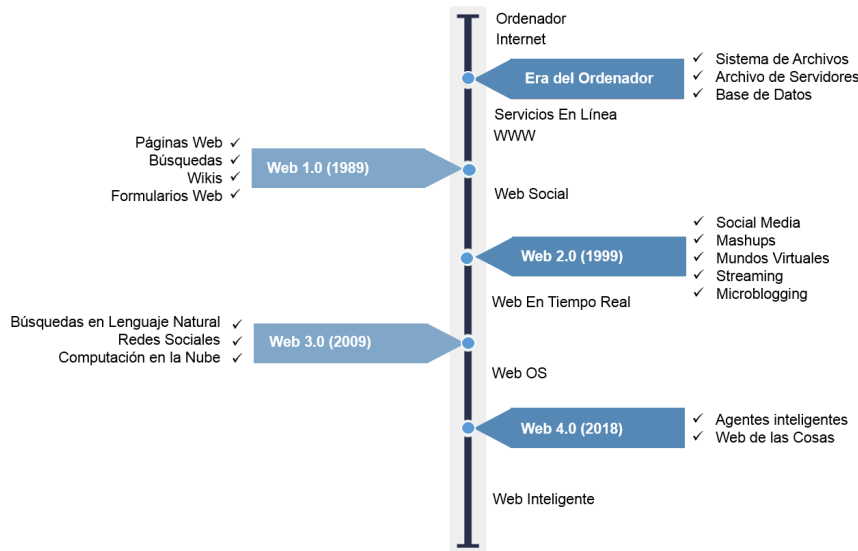 Ordenador
Internet
Era del Ordenador
Sistema de Archivos
Archivo de Servidores
Base de Datos
Servicios En Línea
WWW
Páginas Web
Búsquedas
Wikis
Formularios Web
Web 1.0 (1989)
Web Social
Web 2.0 (1999)
Social Media
Mashups
Mundos Virtuales
Streaming
Microblogging
Web En Tiempo Real
Búsquedas en Lenguaje Natural
Redes Sociales
Computación en la Nube
Web 3.0 (2009)
Web OS
Web 4.0 (2018)
Agentes inteligentes
Web de las Cosas
Web Inteligente